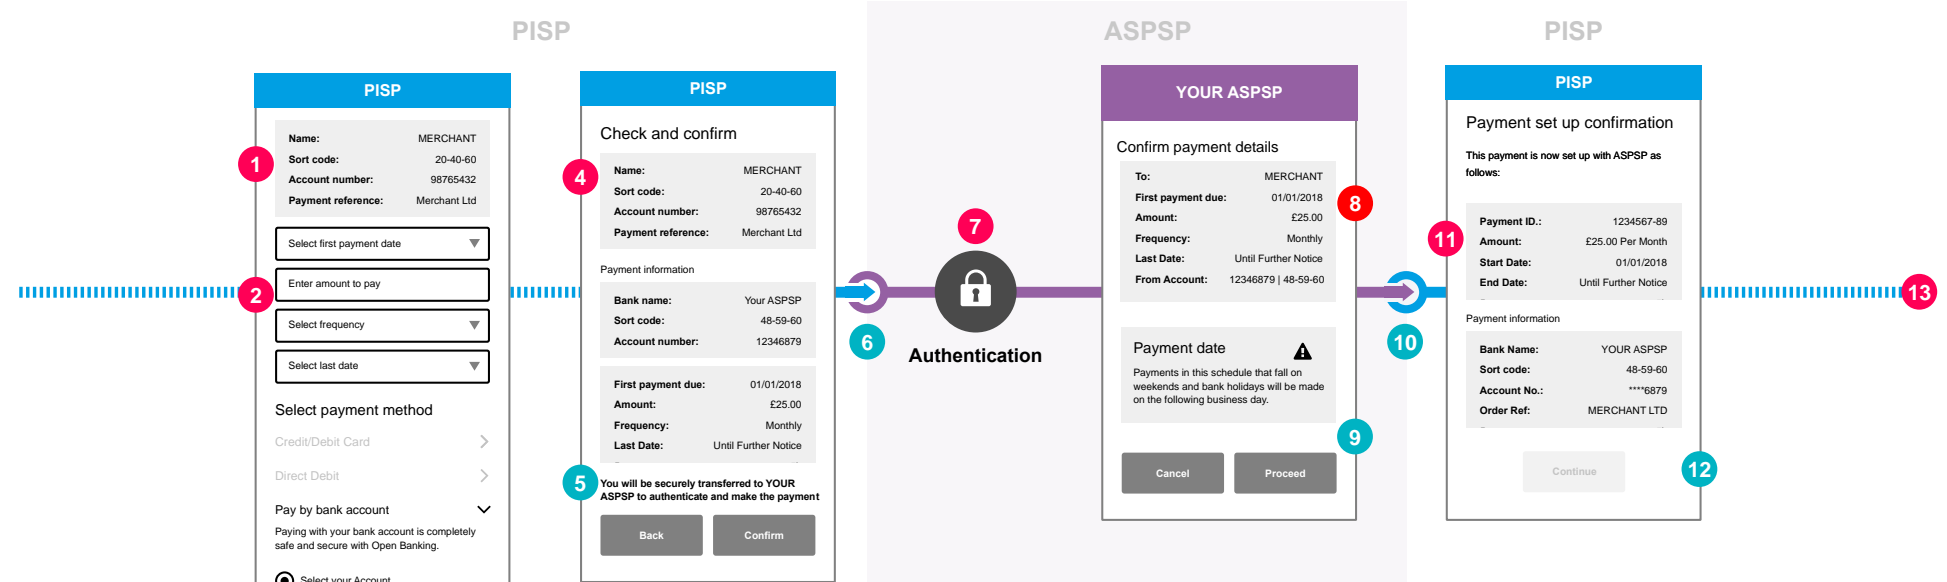 PISP
ASPSP
PISP
PISP
Name: MERCHANT
1
Sort code: 20-40-60
Account number: 98765432
Payment reference: Merchant Ltd
Select first payment date
2
Enter amount to pay
Select frequency
Select last date
Select payment method
Credit/Debit Card
Direct Debit
Pay by bank account
Paying with your bank account is completely
safe and secure with Open Banking.
Select your Account
PISP
Check and confirm
4
Name: MERCHANT
Sort code: 20-40-60
Account number: 98765432
Payment reference: Merchant Ltd
Payment information
Bank name: Your ASPSP
Sort code: 48-59-60
Account number: 12346879
First payment due: 01/01/2018
Amount: £25.00
Frequency: Monthly
Last Date: Until Further Notice
5
You will be securely transferred to YOUR
ASPSP to authenticate and make the payment
Back Confirm
6
7
Authentication
YOUR ASPSP
Confirm payment details
To: MERCHANT
First payment due: 01/01/2018
8
Amount: £25.00
Frequency: Monthly
Last Date: Until Further Notice
From Account: 12346879 | 48-59-60
Payment date
Payments in this schedule that fall on
weekends and bank holidays will be made
on the following business day.
9
Cancel Proceed
10
PISP
Payment set up confirmation
This payment is now set up with ASPSP as
follows:
Payment ID.: 1234567-89
11
Amount: £25.00 Per Month
Start Date: 01/01/2018
End Date: Until Further Notice
Payment information
Bank Name: YOUR ASPSP
Sort code: 48-59-60
Account No.: ****6879
Order Ref: MERCHANT LTD
Continue
12
13